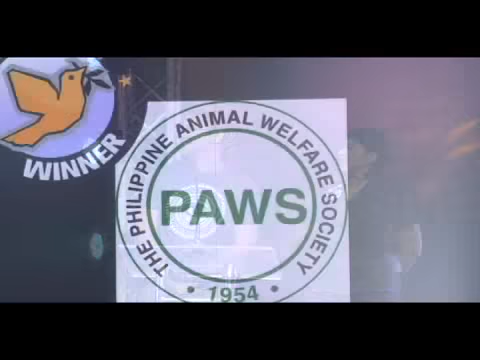 WINNER
THE PHILIPPINE ANIMAL WELFARE SOCIETY
PAWS
• 1954 •